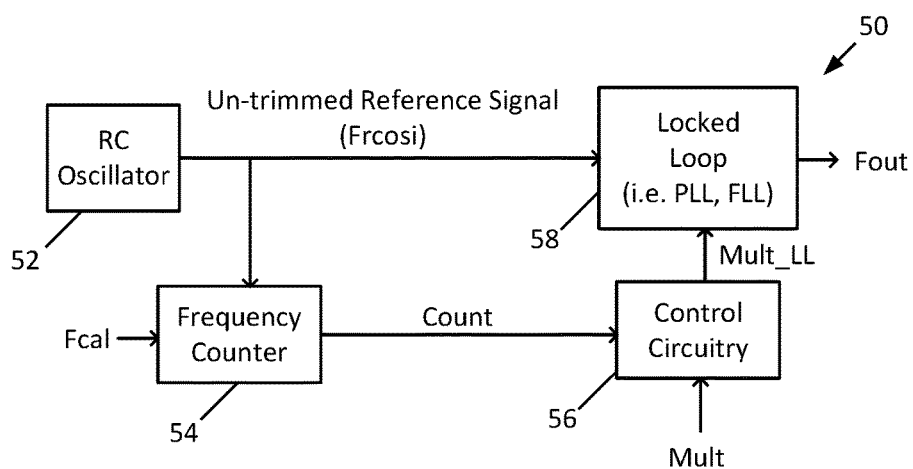 50
Un-trimmed Reference Signal
(Frcosi)
RC
Oscillator
Locked
Loop
(i.e. PLL, FLL)
Fout
52
58
Mult_LL
Fcal
Frequency
Counter
Count
Control
Circuitry
54
56
Mult